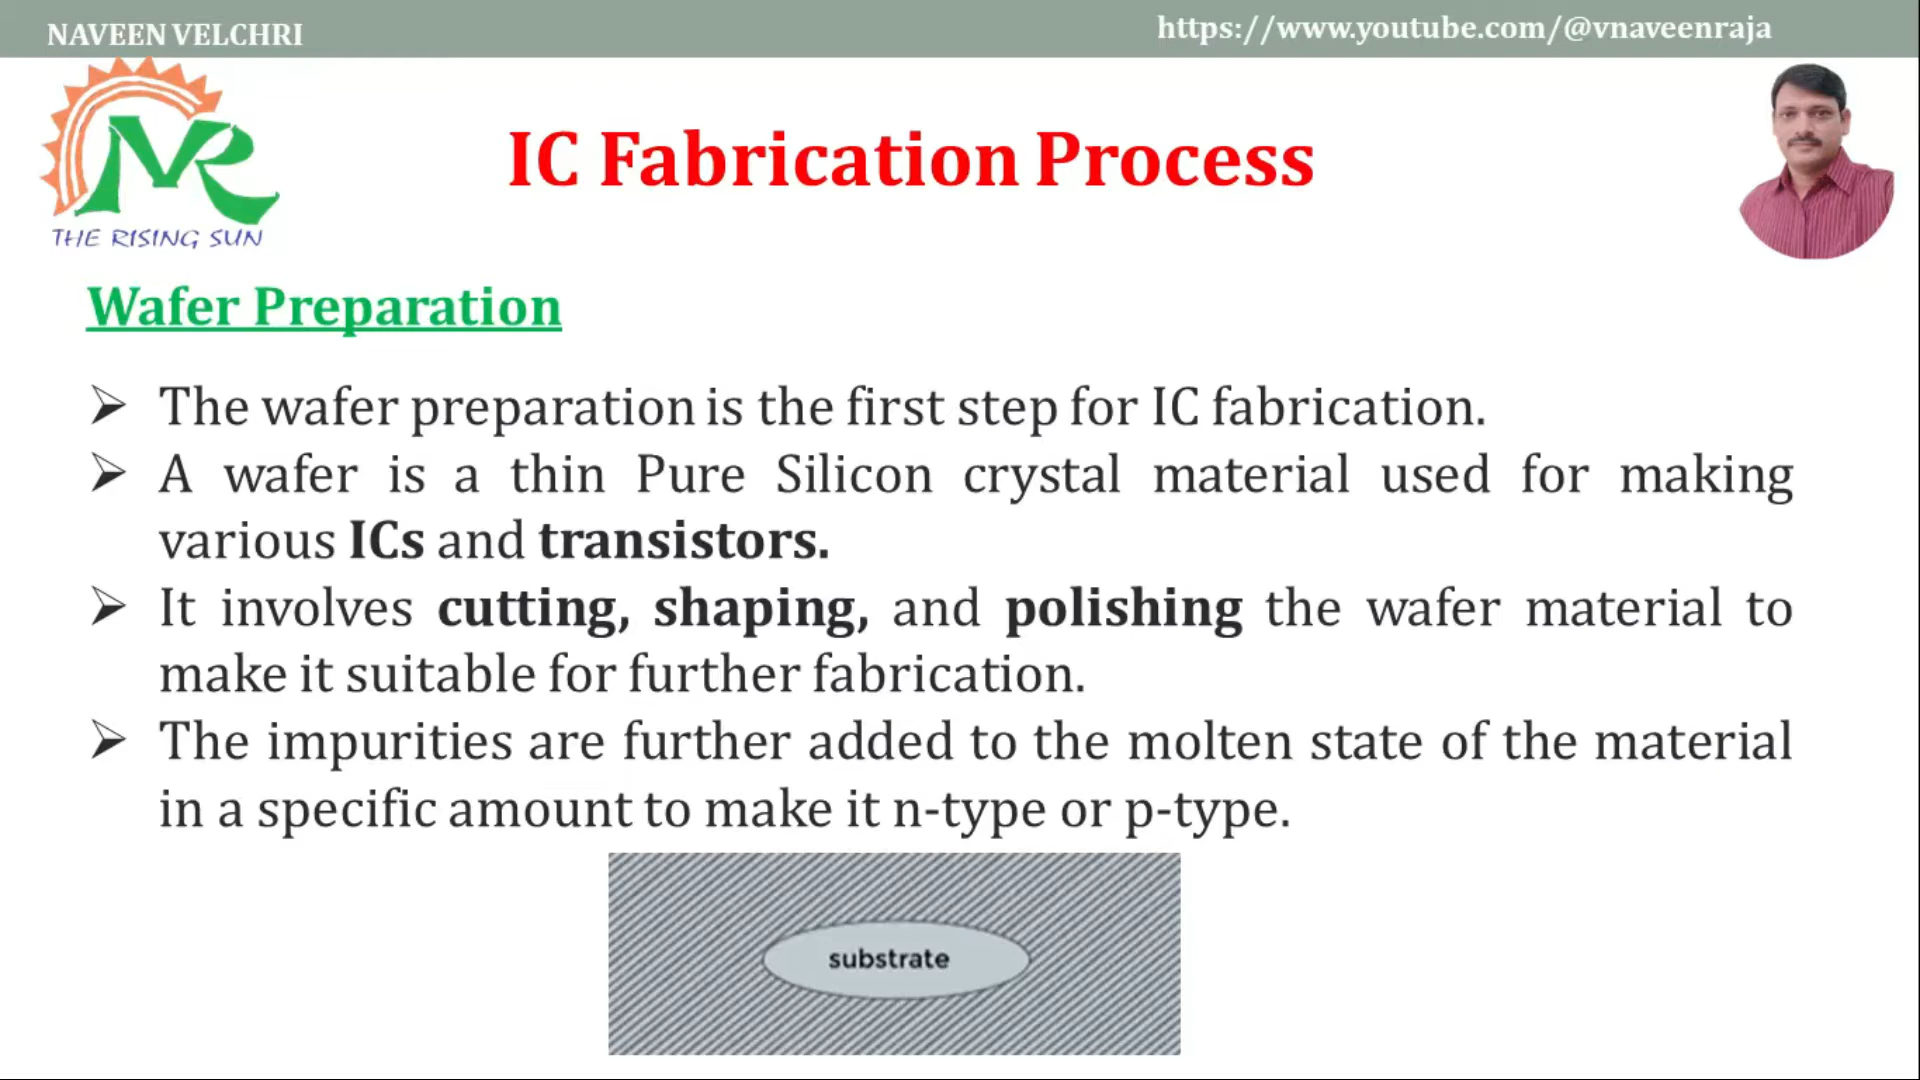 NAVEEN VELCHRI
https://www.youtube.com/@vnaveenraja
NR
THE RISING SUN
IC Fabrication Process
Wafer Preparation
➢ The wafer preparation is the first step for IC fabrication.
➢ A wafer is a thin Pure Silicon crystal material used for making
various ICs and transistors.
➢ It involves cutting, shaping, and polishing the wafer material to
make it suitable for further fabrication.
➢ The impurities are further added to the molten state of the material
in a specific amount to make it n-type or p-type.
substrate